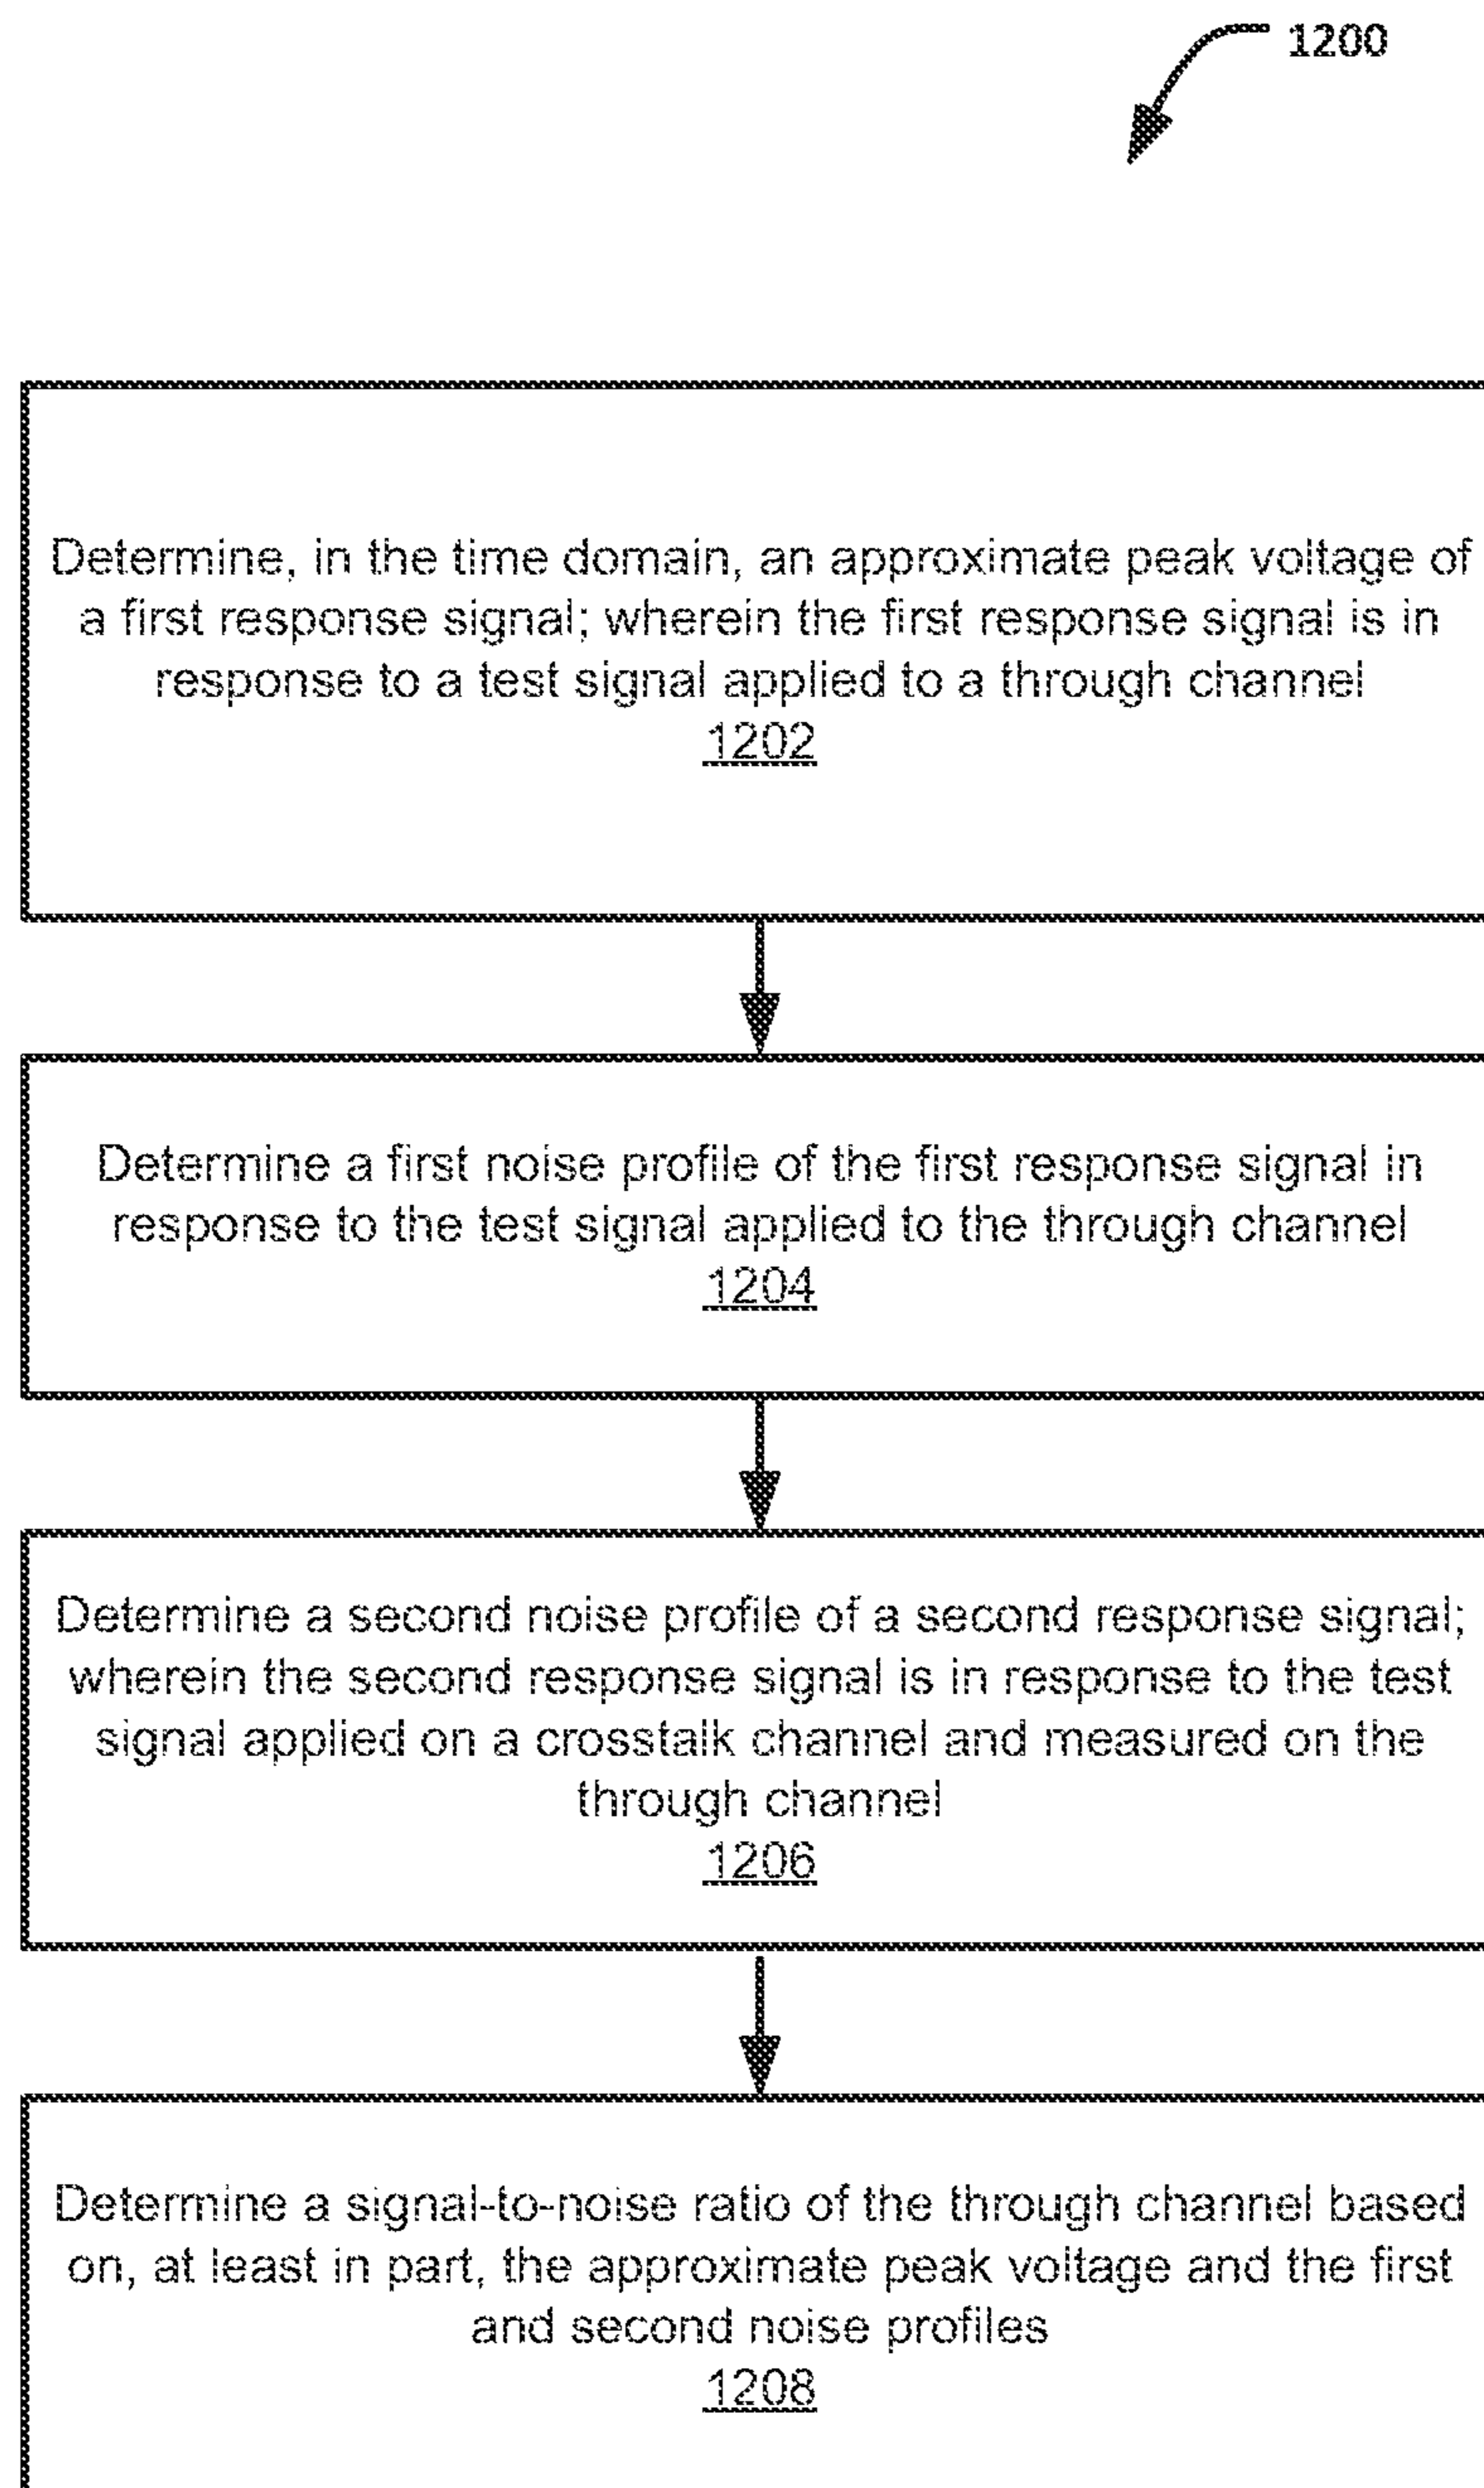 1200
Determine, in the time domain, an approximate peak voltage of
a first response signal; wherein the first response signal is in
response to a test signal applied to a through channel
1202
Determine a first noise profile of the first response signal in
response to the test signal applied to the through channel
1204
Determine a second noise profile of a second response signal;
wherein the second response signal is in response to the test
signal applied on a crosstalk channel and measured on the
through channel
1206
Determine a signal-to-noise ratio of the through channel based
on, at least in part, the approximate peak voltage and the first
and second noise profiles
1208